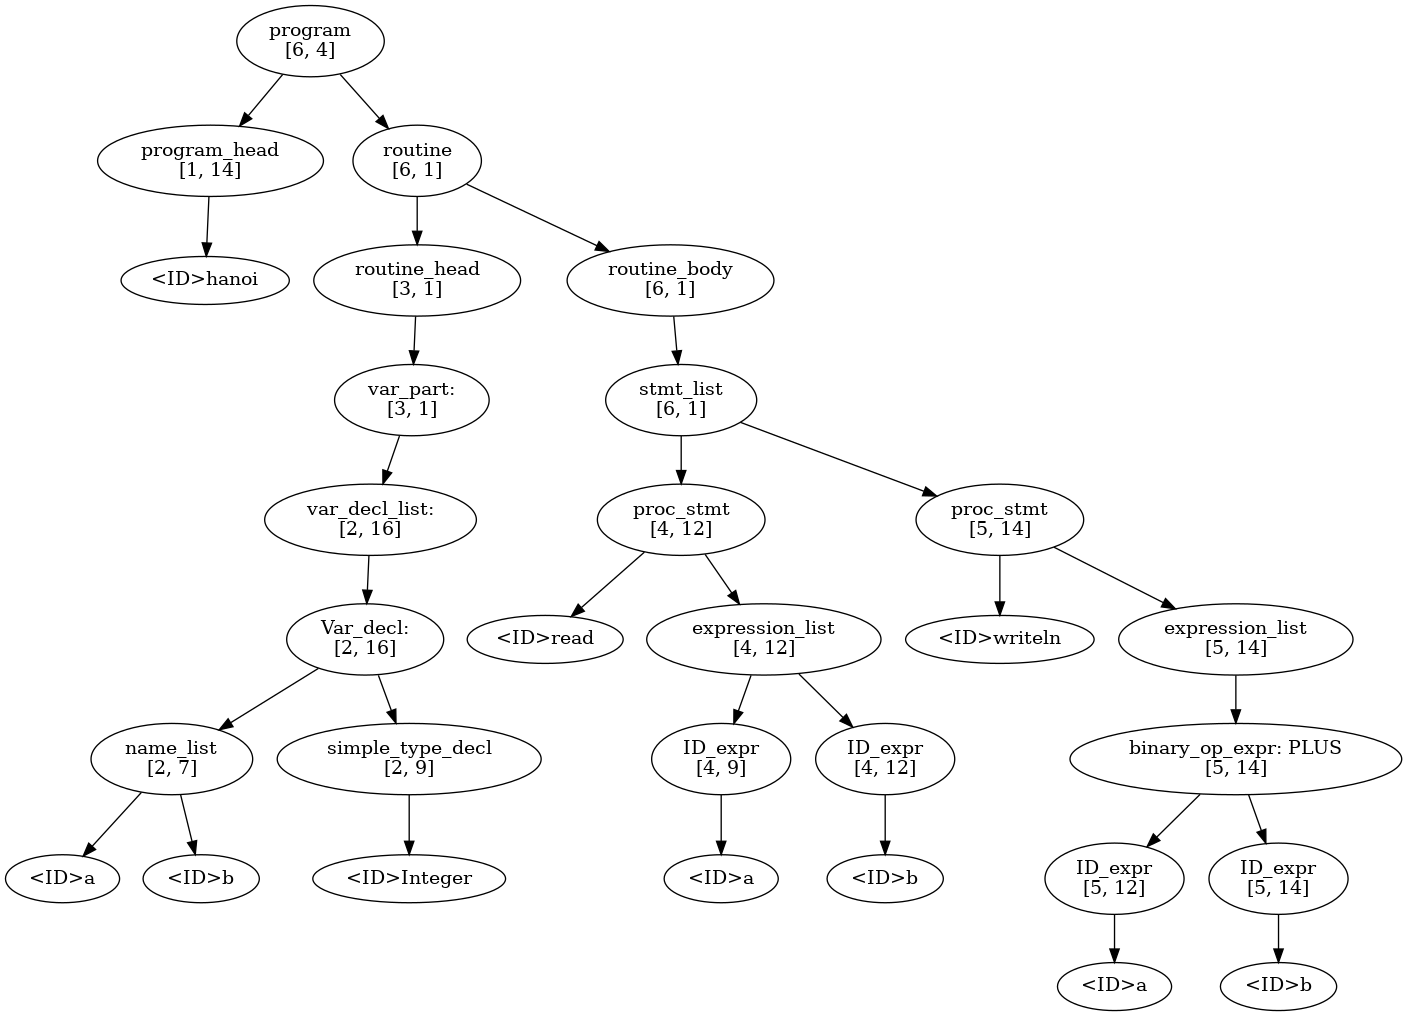 program
[6, 4]
program_head
[1, 14]
routine
[6, 1]
<ID>hanoi
routine_head
[3, 1]
routine_body
[6, 1]
var_part:
[3, 1]
stmt_list
[6, 1]
var_decl_list:
[2, 16]
proc_stmt
[4, 12]
proc_stmt
[5, 14]
Var_decl:
[2, 16]
<ID>read
expression_list
[4, 12]
<ID>writeln
expression_list
[5, 14]
name_list
[2, 7]
simple_type_decl
[2, 9]
ID_expr
[4, 9]
ID_expr
[4, 12]
binary_op_expr: PLUS
[5, 14]
<ID>a
<ID>b
<ID>Integer
<ID>a
<ID>b
ID_expr
[5, 12]
ID_expr
[5, 14]
<ID>a
<ID>b